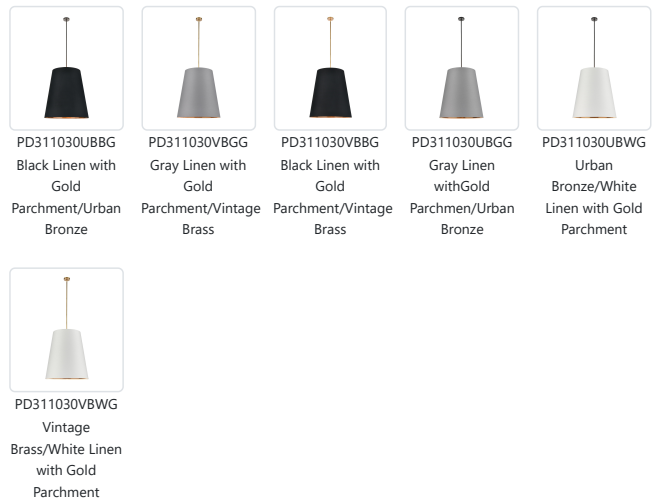 PD311030UBBG
Black Linen with
Gold
Parchment/Urban
Bronze
PD311030VBGG
Gray Linen with
Gold
Parchment/Vintage
Brass
PD311030VBBG
Black Linen with
Gold
Parchment/Vintage
Brass
PD311030UBGG
Gray Linen
withGold
Parchmen/Urban
Bronze
PD311030UBWG
Urban
Bronze/White
Linen with Gold
Parchment
PD311030VBWG
Vintage
Brass/White Linen
with Gold
Parchment